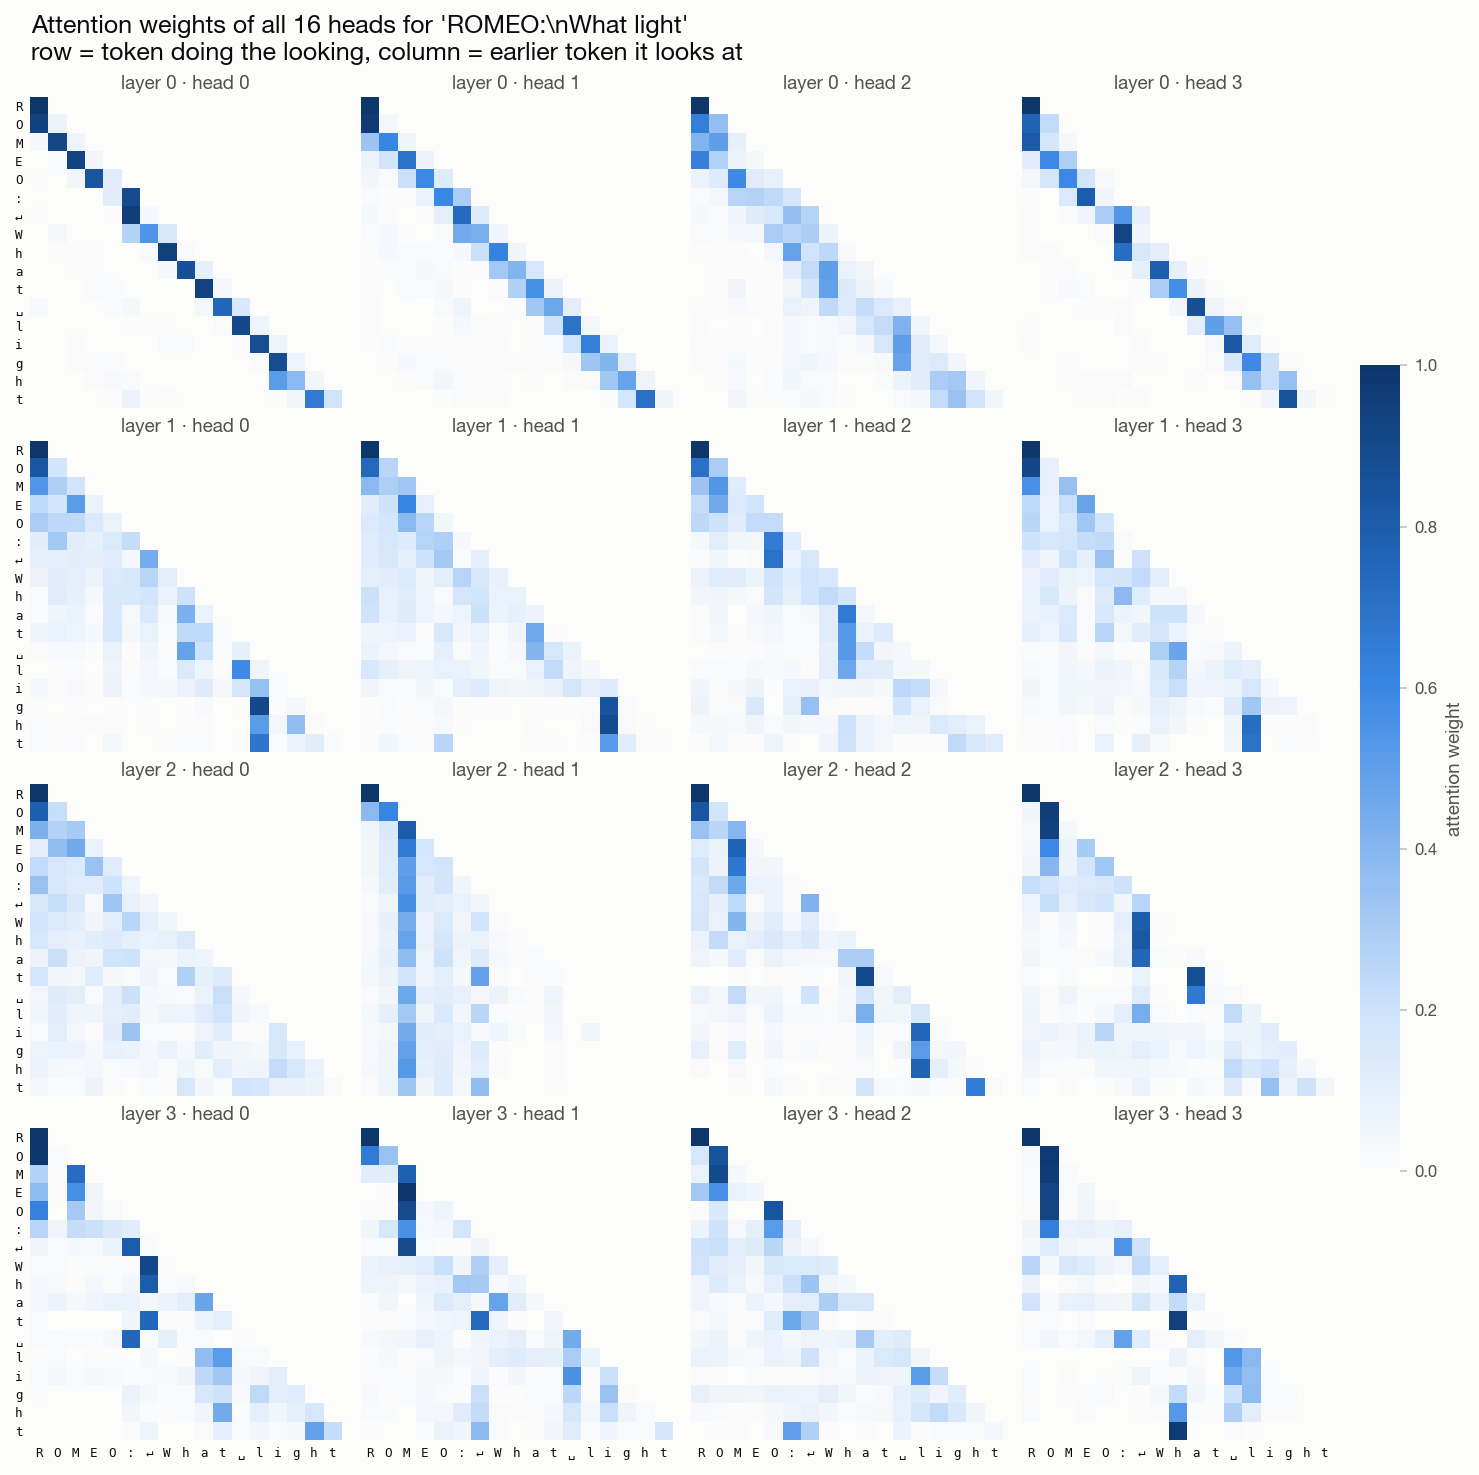 Attention weights of all 16 heads for 'ROMEO:\nWhat light'
row = token doing the looking, column = earlier token it looks at
layer 0 · head 0
layer 0 · head 1
layer 0 · head 2
layer 0 · head 3
R
O
M
E
O
:
↵
W
h
a
t
␣
l
i
g
h
t
layer 1 · head 0
layer 1 · head 1
layer 1 · head 2
layer 1 · head 3
R
O
M
E
O
:
↵
W
h
a
t
␣
l
i
g
h
t
layer 2 · head 0
layer 2 · head 1
layer 2 · head 2
layer 2 · head 3
R
O
M
E
O
:
↵
W
h
a
t
␣
l
i
g
h
t
layer 3 · head 0
layer 3 · head 1
layer 3 · head 2
layer 3 · head 3
R
O
M
E
O
:
↵
W
h
a
t
␣
l
i
g
h
t
R O M E O : ↵ W h a t ␣ l i g h t
R O M E O : ↵ W h a t ␣ l i g h t
R O M E O : ↵ W h a t ␣ l i g h t
R O M E O : ↵ W h a t ␣ l i g h t
1.0
0.8
0.6
0.4
0.2
0.0
attention weight